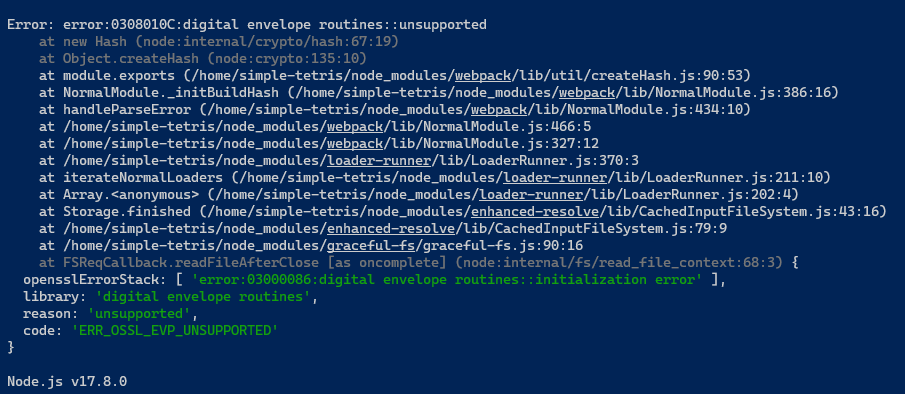 Error: error:0308010C:digital envelope routines::unsupported
    at new Hash (node:internal/crypto/hash:67:19)
    at Object.createHash (node:crypto:135:10)
    at module.exports (/home/simple-tetris/node_modules/webpack/lib/util/createHash.js:90:53)
    at NormalModule._initBuildHash (/home/simple-tetris/node_modules/webpack/lib/NormalModule.js:386:16)
    at handleParseError (/home/simple-tetris/node_modules/webpack/lib/NormalModule.js:434:10)
    at /home/simple-tetris/node_modules/webpack/lib/NormalModule.js:466:5
    at /home/simple-tetris/node_modules/webpack/lib/NormalModule.js:327:12
    at /home/simple-tetris/node_modules/loader-runner/lib/LoaderRunner.js:370:3
    at iterateNormalLoaders (/home/simple-tetris/node_modules/loader-runner/lib/LoaderRunner.js:211:10)
    at Array.<anonymous> (/home/simple-tetris/node_modules/loader-runner/lib/LoaderRunner.js:202:4)
    at Storage.finished (/home/simple-tetris/node_modules/enhanced-resolve/lib/CachedInputFileSystem.js:43:16)
    at /home/simple-tetris/node_modules/enhanced-resolve/lib/CachedInputFileSystem.js:79:9
    at /home/simple-tetris/node_modules/graceful-fs/graceful-fs.js:90:16
    at FSReqCallback.readFileAfterClose [as oncomplete] (node:internal/fs/read_file_context:68:3) {
  opensslErrorStack: [ 'error:03000086:digital envelope routines::initialization error' ],
  library: 'digital envelope routines',
  reason: 'unsupported',
  code: 'ERR_OSSL_EVP_UNSUPPORTED'
}
Node.js v17.8.0